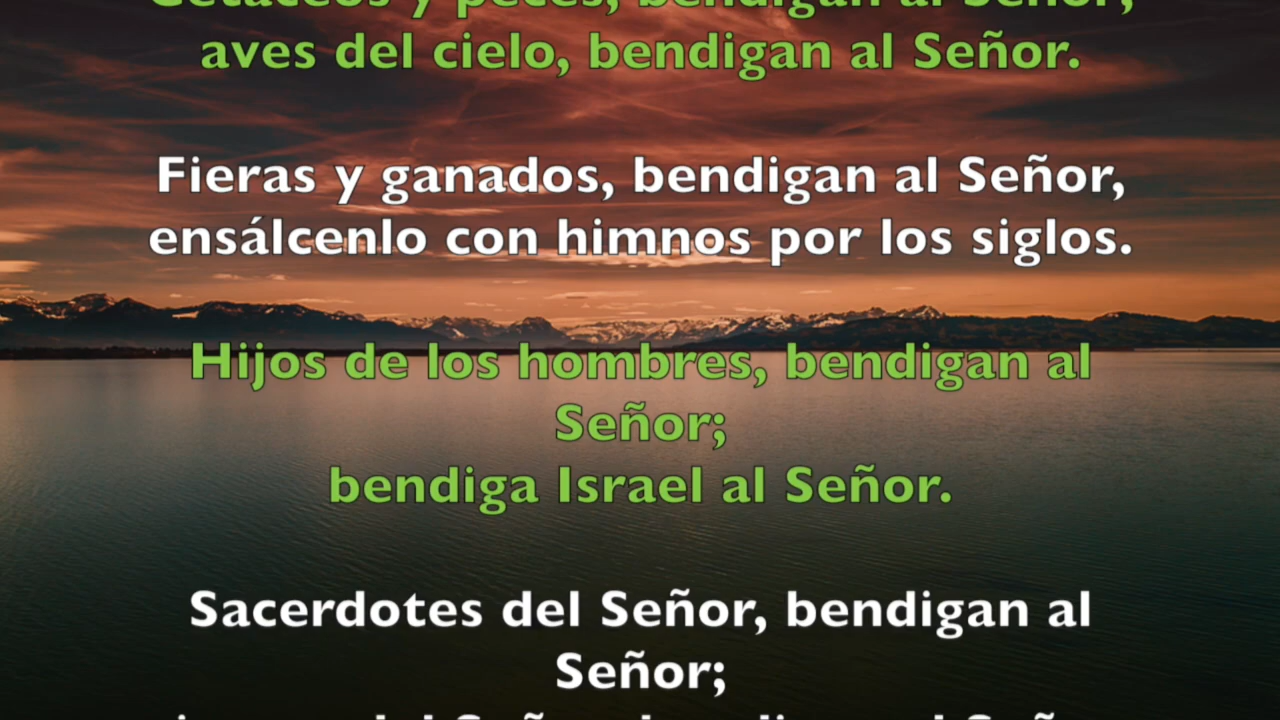 Cetáceos y peces, bendigan al Señor;
aves del cielo, bendigan al Señor.
Fieras y ganados, bendigan al Señor,
ensálcenlo con himnos por los siglos.
Hijos de los hombres, bendigan al
Señor;
bendiga Israel al Señor.
Sacerdotes del Señor, bendigan al
Señor;